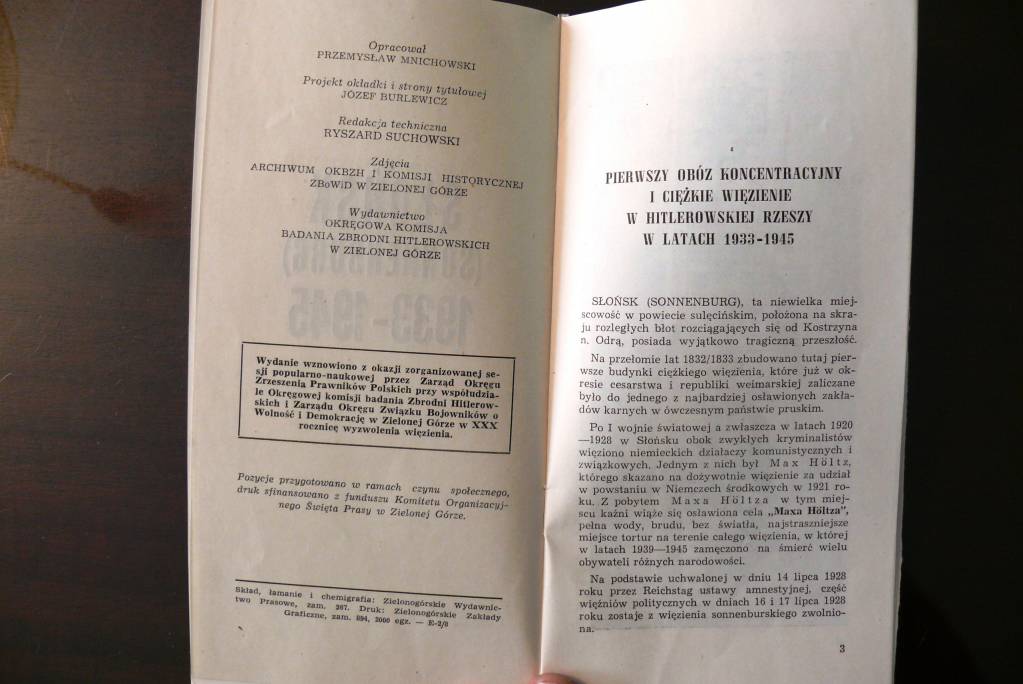 Opracował
PRZEMYSŁAW MNICHOWSKI
Projekt okładki i strony tytułowej
JÓZEF BURLEWICZ
Redakcja techniczna
RYSZARD SUCHOWSKI
Zdjęcia
ARCHIWUM OKBZH I KOMISJI HISTORYCZNEJ
ZBoWiD W ZIELONEJ GÓRZE
Wydawnictwo
OKRĘGOWA KOMISJA
BADANIA ZBRODNI HITLEROWSKICH
W ZIELONEJ GÓRZE
Wydanie wznowiono z okazji zorganizowanej se-
sji popularno-naukowej przez Zarząd Okręgu
Zrzeszenia Prawników Polskich przy współudzia-
le Okręgowej komisji badania Zbrodni Hitlerow-
skich i Zarządu Okręgu Związku Bojowników o
Wolność i Demokrację w Zielonej Górze w XXX
rocznicę wyzwolenia więzienia.
Pozycję przygotowano w ramach czynu społecznego,
druk sfinansowano z funduszu Komitetu Organizacyj-
nego Święta Prasy w Zielonej Górze.
Skład, łamanie i chemigrafia: Zielonogórskie Wydawnic-
two Prasowe, zam. 267. Druk: Zielonogórskie Zakłady
Graficzne, zam. 894, 2000 egz. — E-2/8
PIERWSZY OBÓZ KONCENTRACYJNY
I CIĘŻKIE WIĘZIENIE
W HITLEROWSKIEJ RZESZY
W LATACH 1933-1945
SŁOŃSK (SONNENBURG), ta niewielka miej-
scowość w powiecie sulęcińskim, położona na skra-
ju rozległych błot rozciągających się od Kostrzyna
n. Odrą, posiada wyjątkowo tragiczną przeszłość.
Na przełomie lat 1832/1833 zbudowano tutaj pier-
wsze budynki ciężkiego więzienia, które już w ok-
resie cesarstwa i republiki weimarskiej zaliczane
było do jednego z najbardziej osławionych zakła-
dów karnych w ówczesnym państwie pruskim.
Po I wojnie światowej a zwłaszcza w latach 1920
—1928 w Słońsku obok zwykłych kryminalistów
więziono niemieckich działaczy komunistycznych i
związkowych. Jednym z nich był Max Höltz,
którego skazano na dożywotnie więzienie za udział
w powstaniu w Niemczech środkowych w 1921 ro-
ku. Z pobytem Maxa Höltza w tym miej-
scu kaźni wiąże się osławiona cela „Maxa Höltza",
pełna wody, brudu, bez światła, najstraszniejsze
miejsce tortur na terenie całego więzienia, w której
w latach 1939—1945 zamęczono na śmierć wielu
obywateli różnych narodowości.
Na podstawie uchwalonej w dniu 14 lipca 1928
roku przez Reichstag ustawy amnestyjnej, część
więźniów politycznych w dniach 16 i 17 lipca 1928
roku zostaje z więzienia sonnenburskiego zwolnio-
na.
3